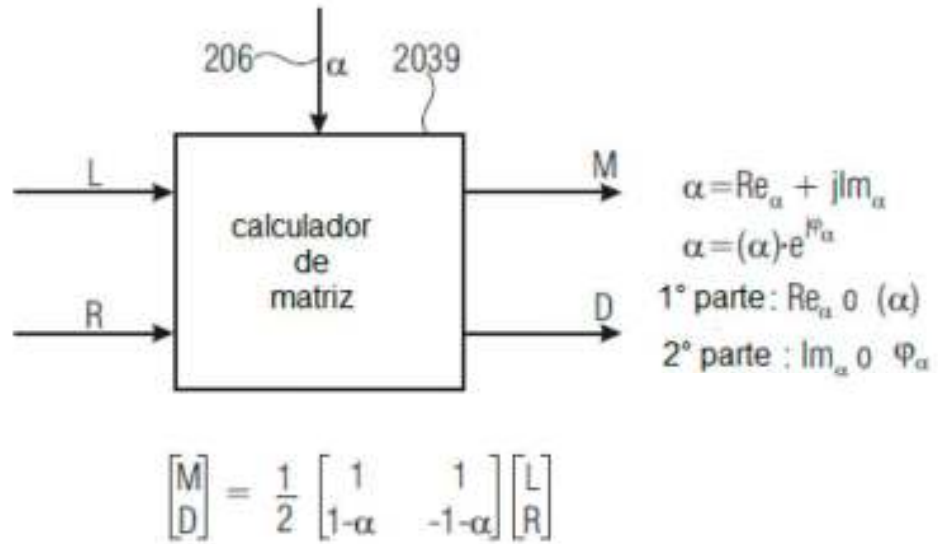 206 α 2039
L M
calculador
de
matriz
R D
α=Re_α + jIm_α
α=(α)·e^{jφ_α}
1° parte : Re_α o (α)
2° parte : Im_α o φ_α
[M D] = 1/2 [1 1 1-α -1-α] [L R]